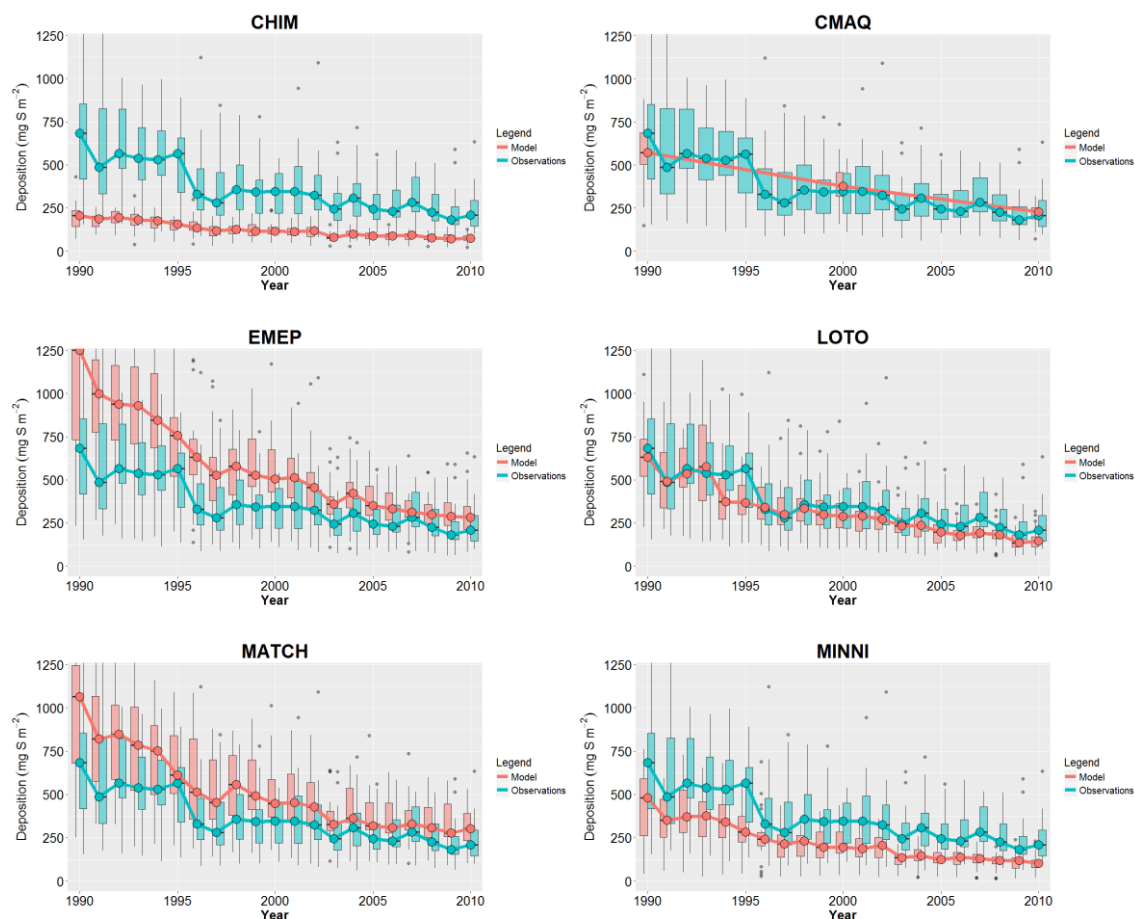 CHIM
1250
1000
750
500
250
0
Deposition (mg S m⁻²)
1990 1995 2000 2005 2010
Year
Legend
Model
Observations
CMAQ
1250
1000
750
500
250
0
Deposition (mg S m⁻²)
1990 1995 2000 2005 2010
Year
Legend
Model
Observations
EMEP
1250
1000
750
500
250
0
Deposition (mg S m⁻²)
1990 1995 2000 2005 2010
Year
Legend
Model
Observations
LOTO
1250
1000
750
500
250
0
Deposition (mg S m⁻²)
1990 1995 2000 2005 2010
Year
Legend
Model
Observations
MATCH
1250
1000
750
500
250
0
Deposition (mg S m⁻²)
1990 1995 2000 2005 2010
Year
Legend
Model
Observations
MINNI
1250
1000
750
500
250
0
Deposition (mg S m⁻²)
1990 1995 2000 2005 2010
Year
Legend
Model
Observations